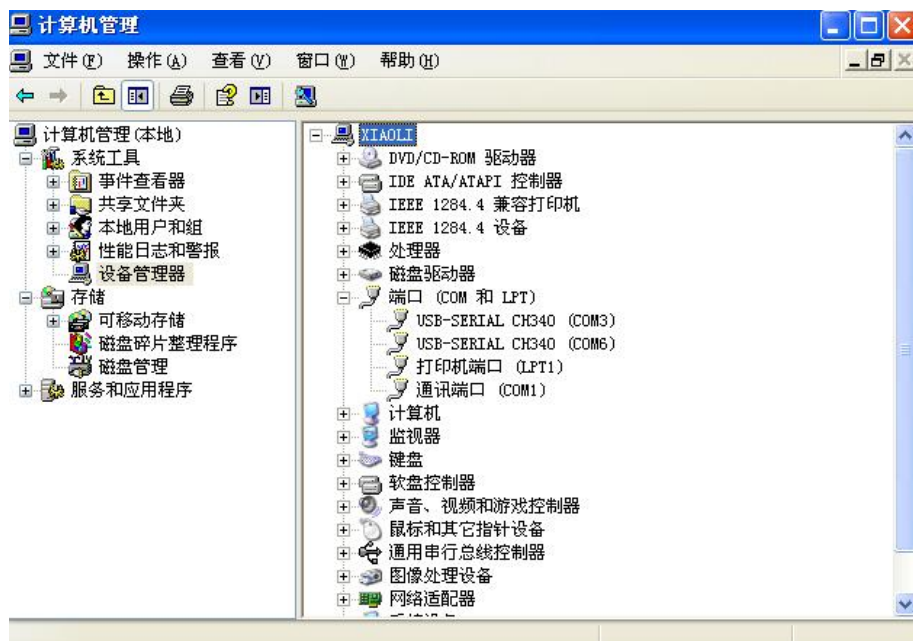 计算机管理
文件(F) 操作(A) 查看(V) 窗口(W) 帮助(H)
计算机管理(本地)
系统工具
事件查看器
共享文件夹
本地用户和组
性能日志和警报
设备管理器
存储
可移动存储
磁盘碎片整理程序
磁盘管理
服务和应用程序
XIAOLI
DVD/CD-ROM 驱动器
IDE ATA/ATAPI 控制器
IEEE 1284.4 兼容打印机
IEEE 1284.4 设备
处理器
磁盘驱动器
端口 (COM 和 LPT)
USB-SERIAL CH340 (COM3)
USB-SERIAL CH340 (COM6)
打印机端口 (LPT1)
通讯端口 (COM1)
计算机
监视器
键盘
软盘控制器
声音、视频和游戏控制器
鼠标和其它指针设备
通用串行总线控制器
图像处理设备
网络适配器